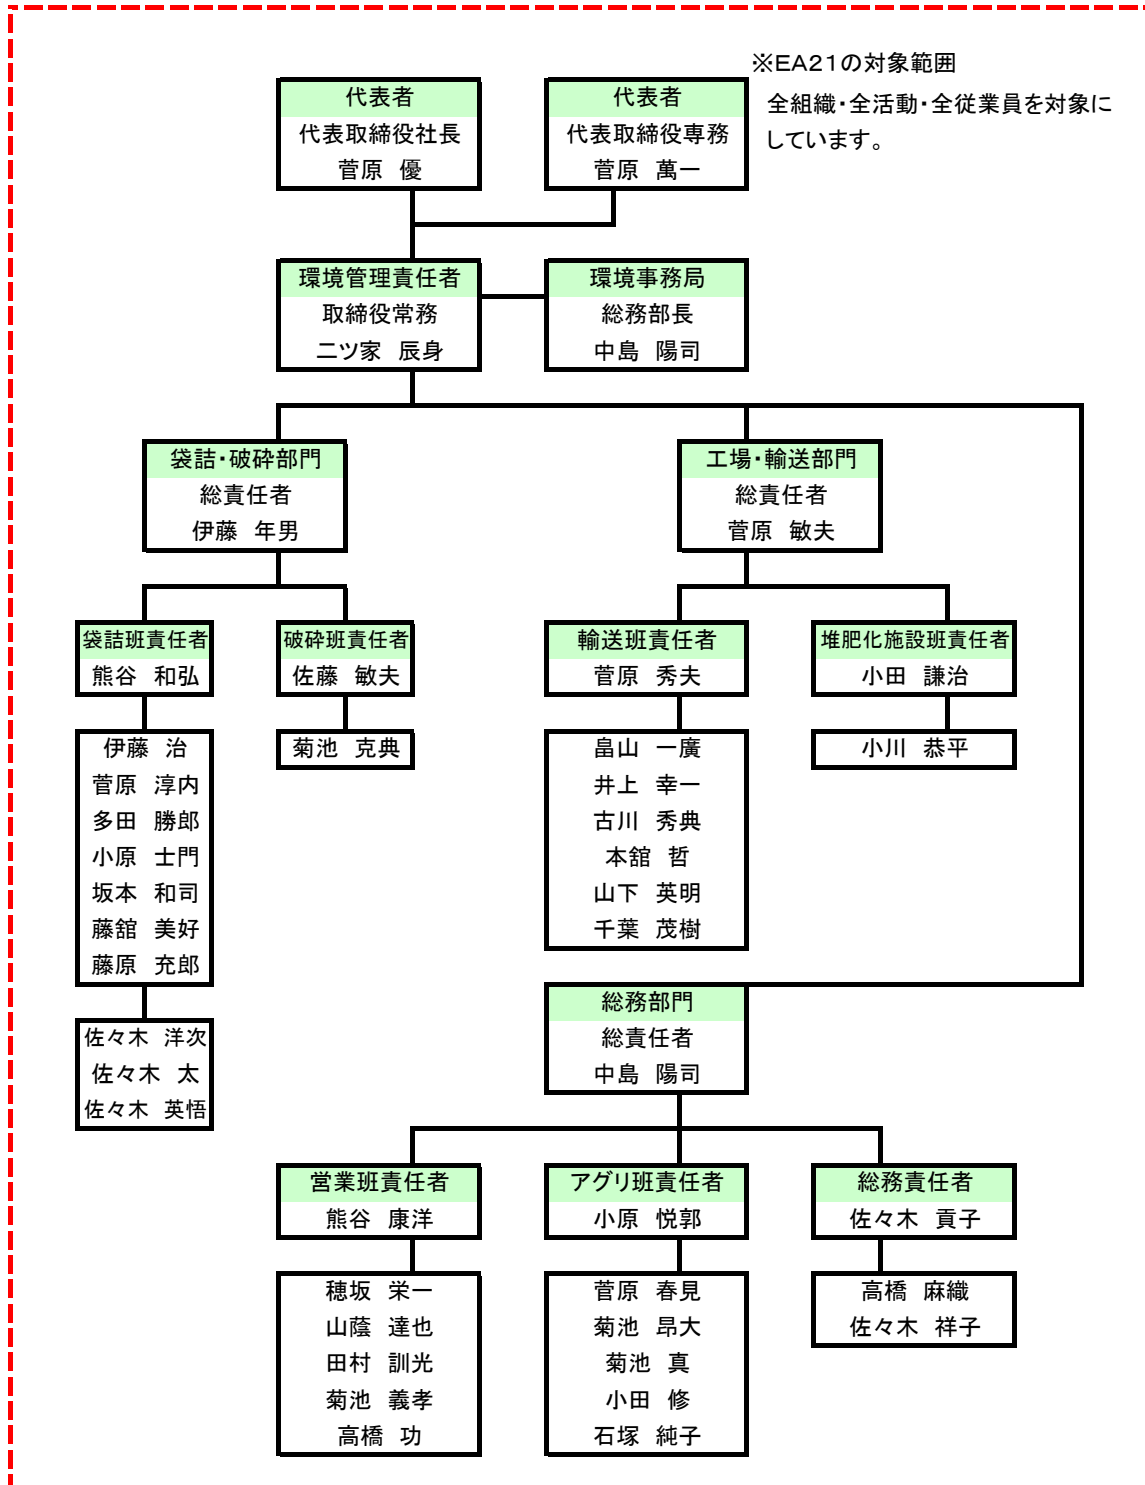 ※EA21の対象範囲
全組織・全活動・全従業員を対象に
しています。
代表者
代表取締役社長
菅原 優
代表者
代表取締役専務
菅原 萬一
環境管理責任者
取締役常務
二ツ家 辰身
環境事務局
総務部長
中島 陽司
袋詰・破砕部門
総責任者
伊藤 年男
工場・輸送部門
総責任者
菅原 敏夫
袋詰班責任者
熊谷 和弘
破砕班責任者
佐藤 敏夫
輸送班責任者
菅原 秀夫
堆肥化施設班責任者
小田 謙治
伊藤 治
菅原 淳内
多田 勝郎
小原 士門
坂本 和司
藤舘 美好
藤原 充郎
菊池 克典
畠山 一廣
井上 幸一
古川 秀典
本舘 哲
山下 英明
千葉 茂樹
小川 恭平
佐々木 洋次
佐々木 太
佐々木 英悟
総務部門
総責任者
中島 陽司
営業班責任者
熊谷 康洋
アグリ班責任者
小原 悦郭
総務責任者
佐々木 貢子
穂坂 栄一
山蔭 達也
田村 訓光
菊池 義孝
高橋 功
菅原 春見
菊池 昂大
菊池 真
小田 修
石塚 純子
高橋 麻織
佐々木 祥子